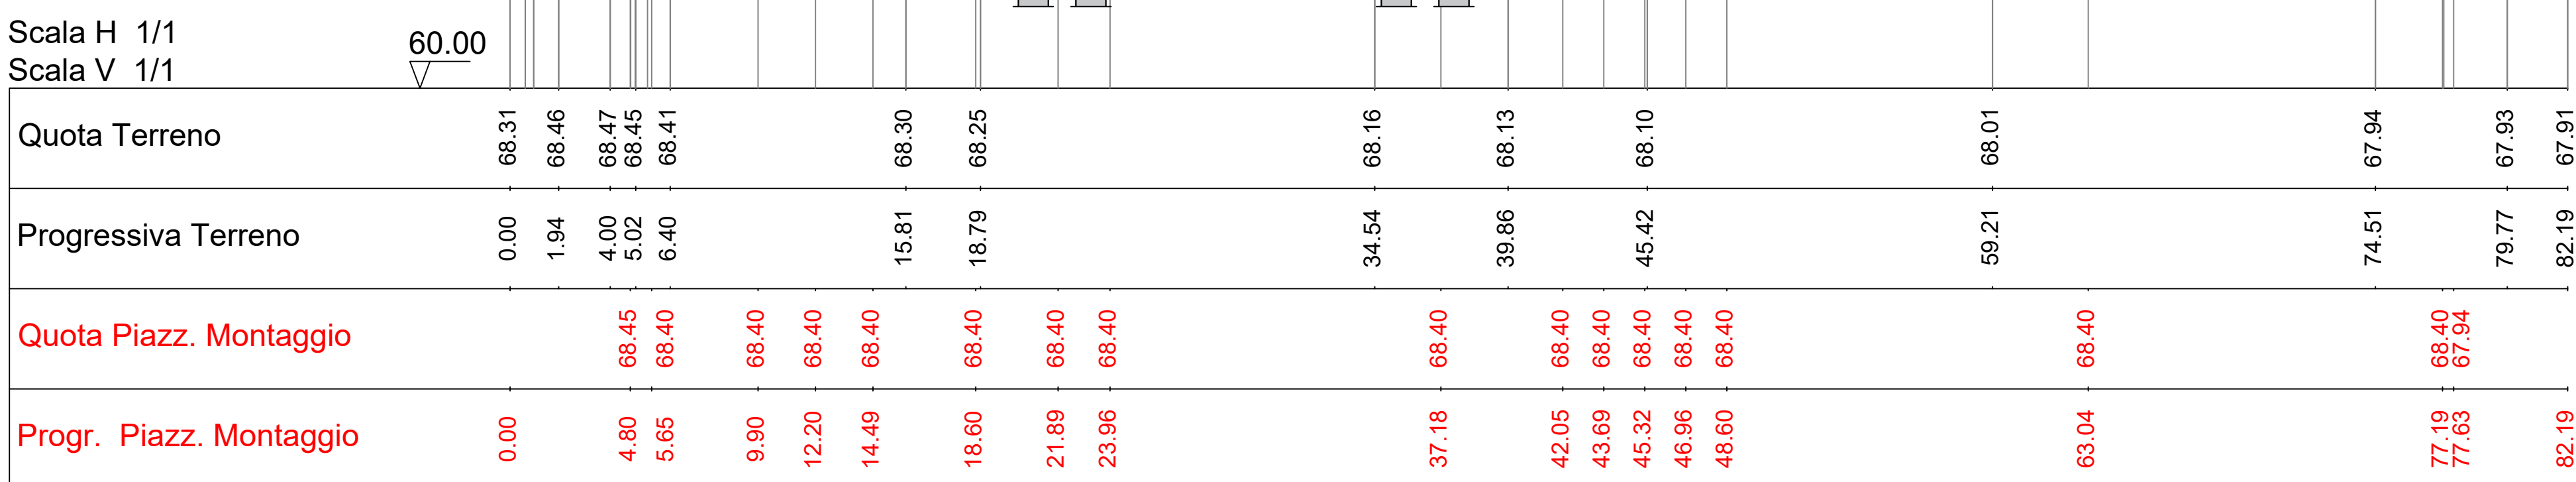 Scala H 1/1
60.00
Scala V 1/1
Quota Terreno 68.31 68.46 68.47 68.45 68.41 68.30 68.25 68.16 68.13 68.10 68.01 67.94 67.93 67.91
Progressiva Terreno 0.00 1.94 4.00 5.02 6.40 15.81 18.79 34.54 39.86 45.42 59.21 74.51 79.77 82.19
Quota Piazz. Montaggio 68.45 68.40 68.40 68.40 68.40 68.40 68.40 68.40 68.40 68.40 68.40 68.40 68.40 68.40 68.40 68.40 67.94
Progr. Piazz. Montaggio 0.00 4.80 5.65 9.90 12.20 14.49 18.60 21.89 23.96 37.18 42.05 43.69 45.32 46.96 48.60 63.04 77.19 77.63 82.19